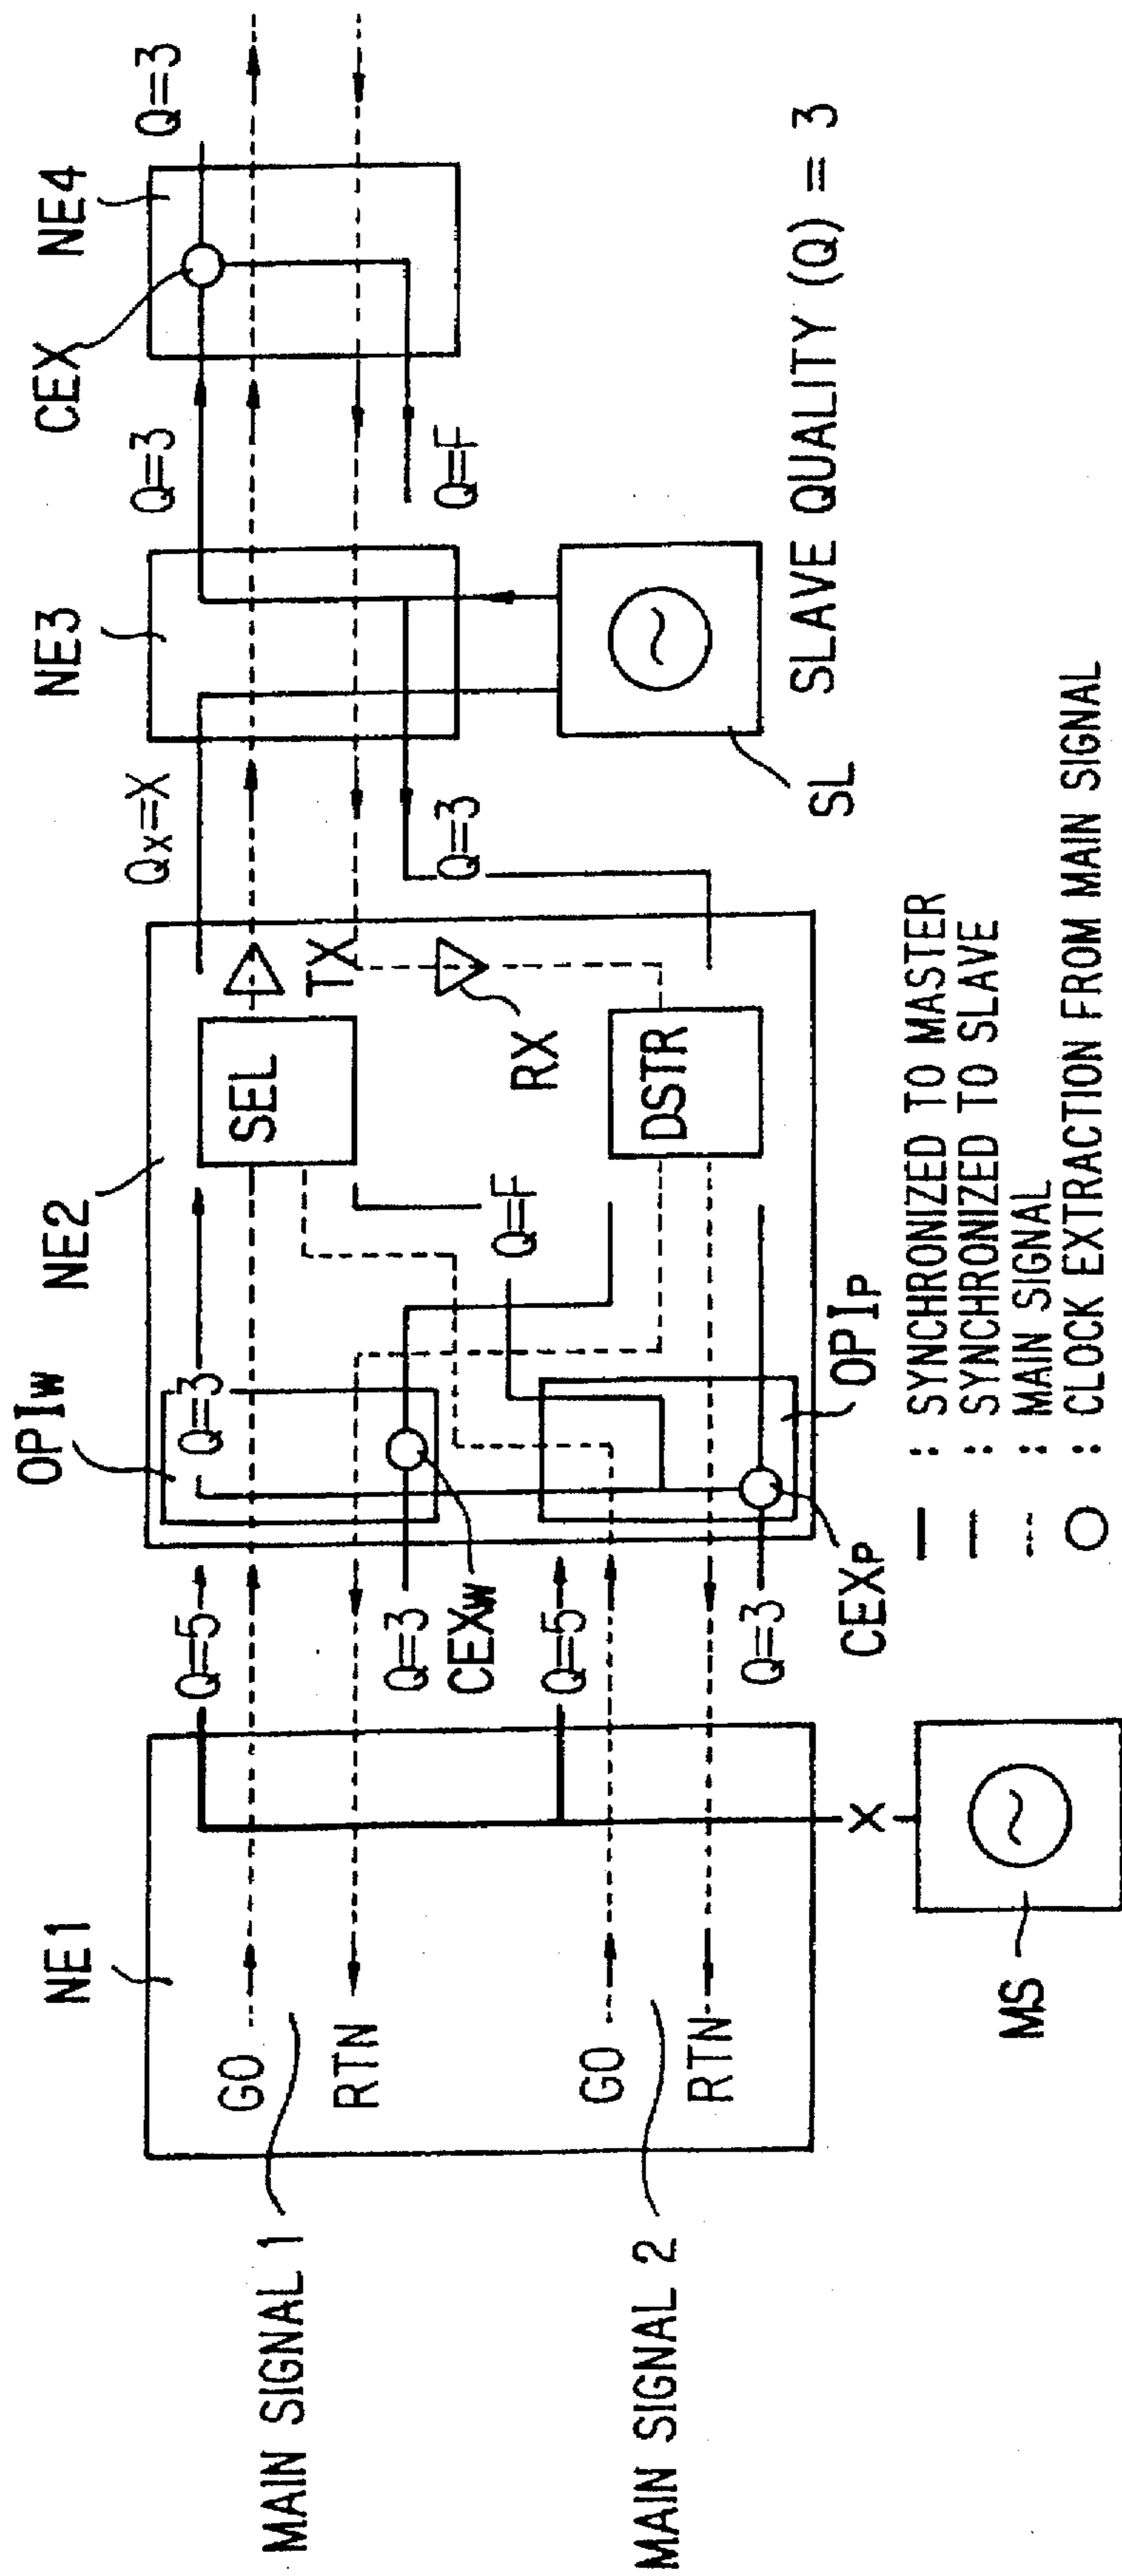 NE1
NE2
NE3
NE4
OPIW
CEX
GO
MAIN SIGNAL 1
RTN
GO
MAIN SIGNAL 2
RTN
MS
X
Q=5
Q=3
CEXW
Q=5
Q=3
CEXP
Q=3
OPIP
SEL
Q=F
TX
RX
DSTR
QX=X
Q=3
SL
Q=3
Q=F
Q=3
SLAVE QUALITY (Q) = 3
: SYNCHRONIZED TO MASTER
: SYNCHRONIZED TO SLAVE
: MAIN SIGNAL
: CLOCK EXTRACTION FROM MAIN SIGNAL